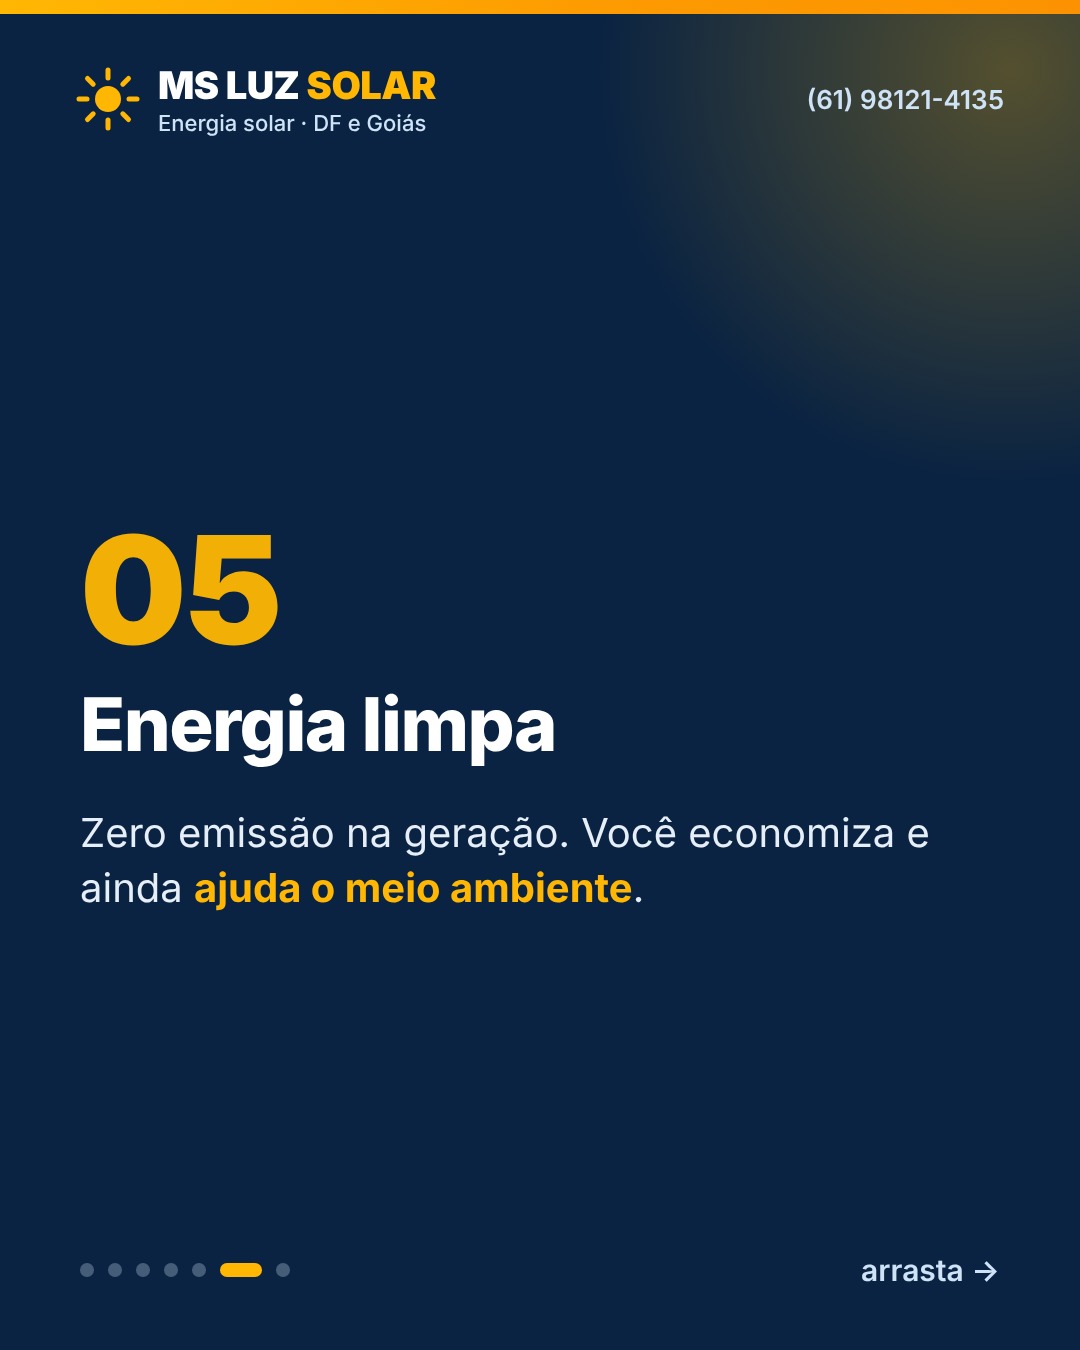 MS LUZ SOLAR
Energia solar · DF e Goiás
(61) 98121-4135
05
Energia limpa
Zero emissão na geração. Você economiza e
ainda ajuda o meio ambiente.
arrasta →